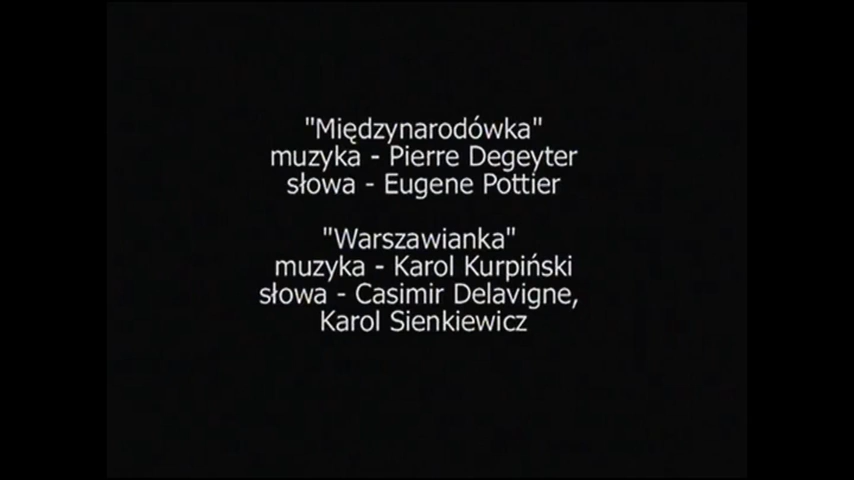 "Międzynarodówka"
muzyka - Pierre Degeyter
słowa - Eugene Pottier
"Warszawianka"
muzyka - Karol Kurpiński
słowa - Casimir Delavigne,
Karol Sienkiewicz